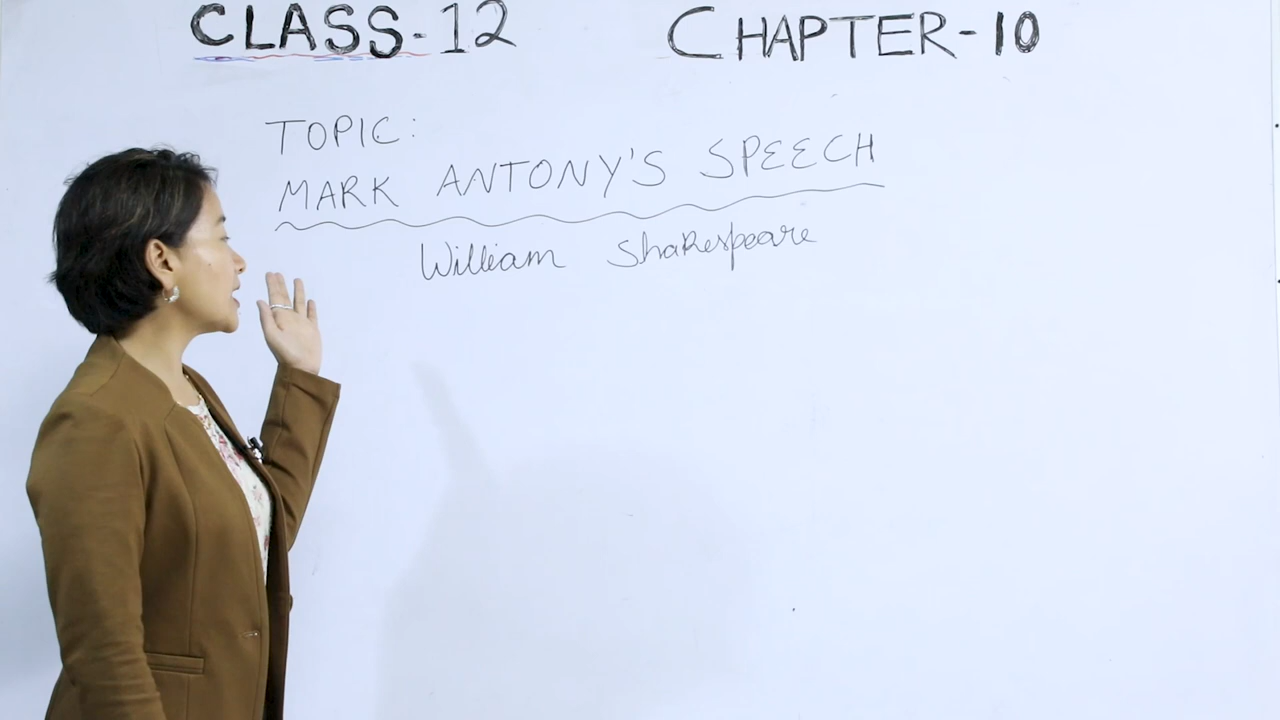 CLASS-12 CHAPTER-10
TOPIC:
MARK ANTONY'S SPEECH
William Shakespeare